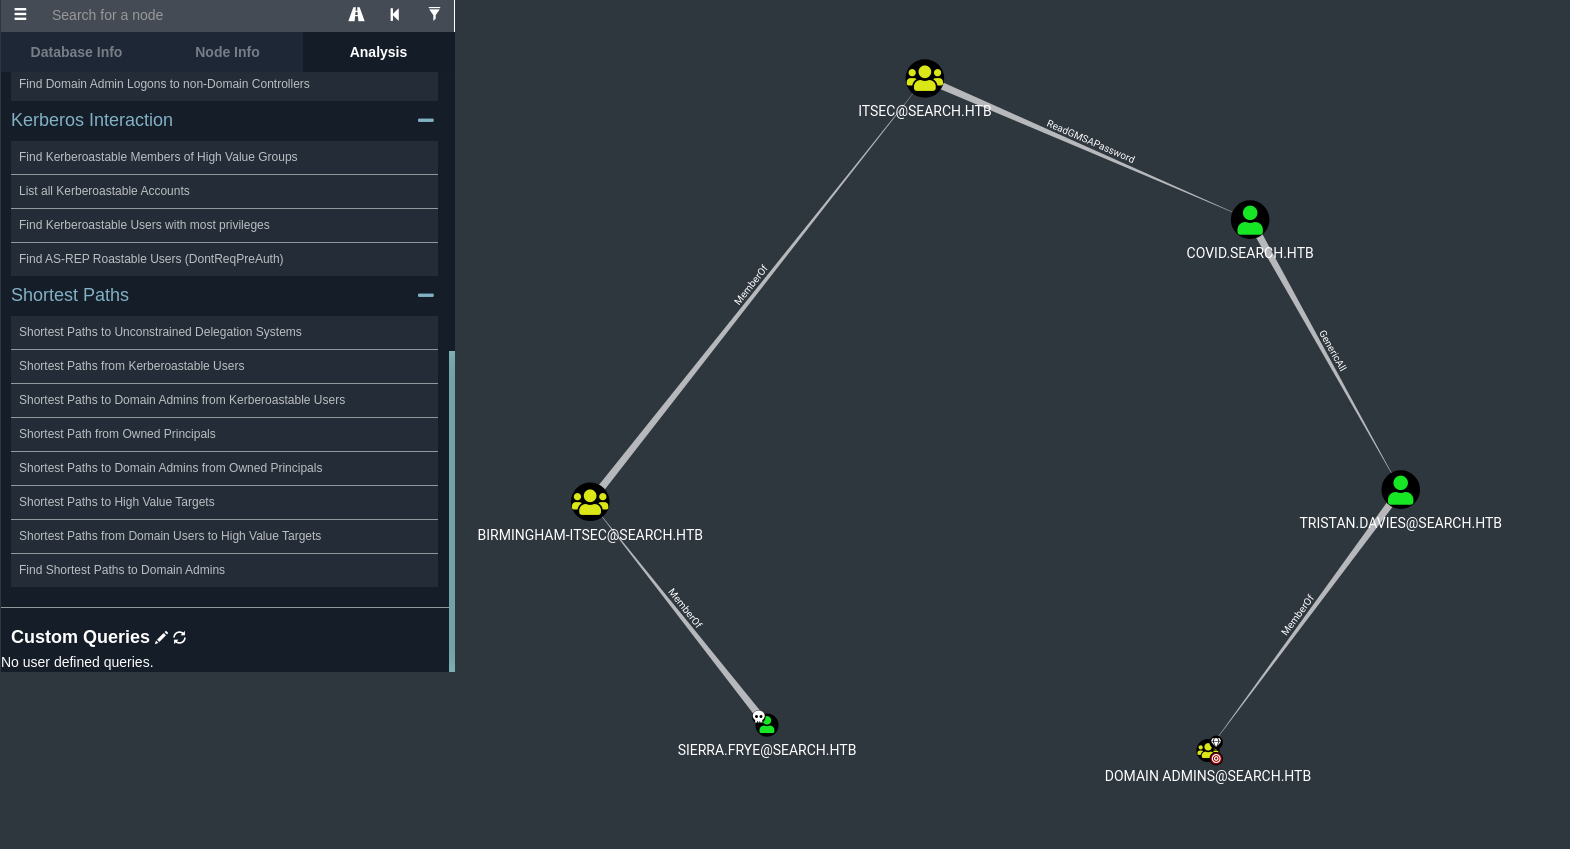 Search for a node
Database Info
Node Info
Analysis
Find Domain Admin Logons to non-Domain Controllers
Kerberos Interaction
Find Kerberoastable Members of High Value Groups
List all Kerberoastable Accounts
Find Kerberoastable Users with most privileges
Find AS-REP Roastable Users (DontReqPreAuth)
Shortest Paths
Shortest Paths to Unconstrained Delegation Systems
Shortest Paths from Kerberoastable Users
Shortest Paths to Domain Admins from Kerberoastable Users
Shortest Path from Owned Principals
Shortest Paths to Domain Admins from Owned Principals
Shortest Paths to High Value Targets
Shortest Paths from Domain Users to High Value Targets
Find Shortest Paths to Domain Admins
Custom Queries
No user defined queries.
ITSEC@SEARCH.HTB
ReadGMSAPassword
COVID.SEARCH.HTB
MemberOf
GenericAll
BIRMINGHAM-ITSEC@SEARCH.HTB
TRISTAN.DAVIES@SEARCH.HTB
MemberOf
MemberOf
SIERRA.FRYE@SEARCH.HTB
DOMAIN ADMINS@SEARCH.HTB